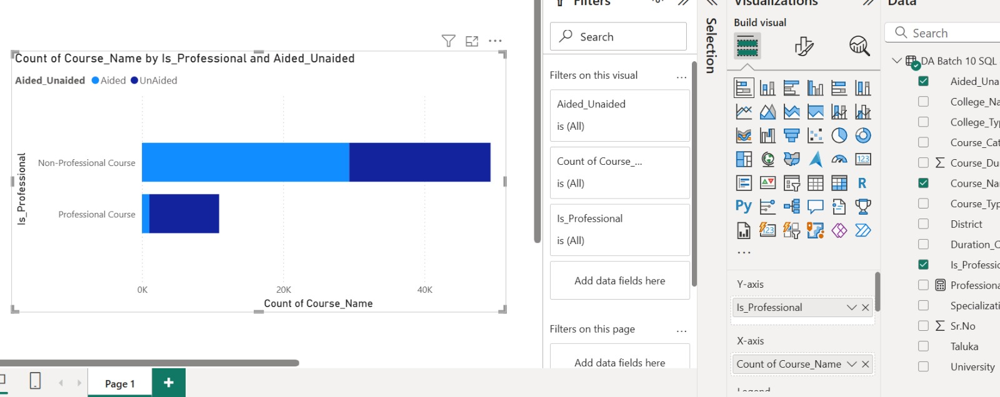 Count of Course_Name by Is_Professional and Aided_Unaided
Aided_Unaided Aided UnAided
Is_Professional
Non-Professional Course
Professional Course
0K 20K 40K
Count of Course_Name
Page 1
+
Filters
Search
Filters on this visual
...
Aided_Unaided
is (All)
Count of Course_...
is (All)
Is_Professional
is (All)
Add data fields here
Filters on this page
...
Add data fields here
Selection
Visualizations
Build visual
123
R
Py
123
...
Y-axis
Is_Professional
X-axis
Count of Course_Name
Legend
Data
Search
DA Batch 10 SQL
Aided_Una
College_Na
College_Ty
Course_Cat
Σ Course_Du
Course_Na
Course_Typ
District
Duration_
Is_Professio
Professiona
Specializati
Σ Sr.No
Taluka
University